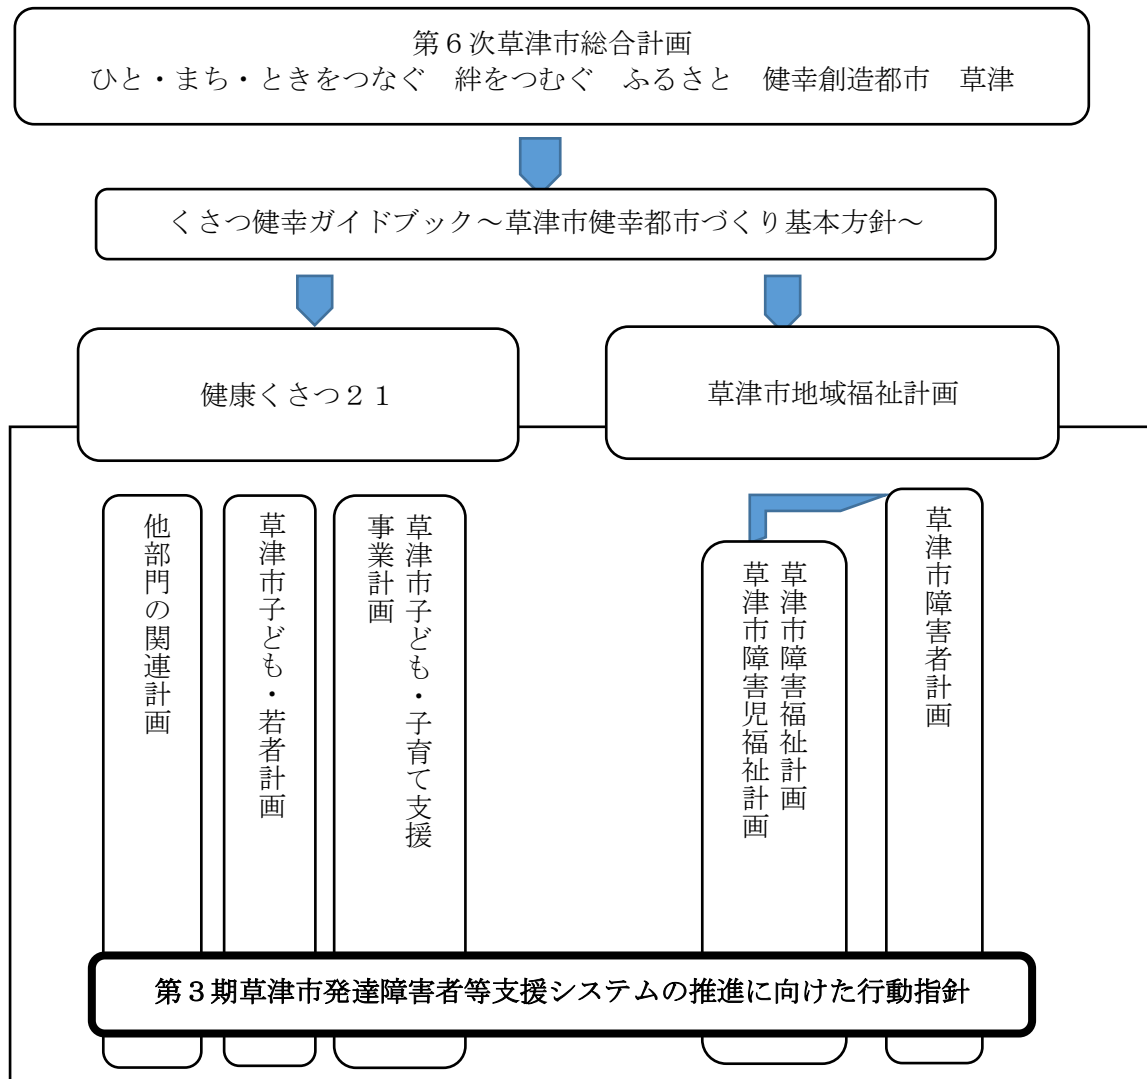 第６次草津市総合計画
ひと・まち・ときをつなぐ　絆をつむぐ　ふるさと　健幸創造都市　草津
くさつ健幸ガイドブック～草津市健幸都市づくり基本方針～
健康くさつ２１
草津市地域福祉計画
他部門の関連計画
草津市子ども・若者計画
草津市子ども・子育て支援
事業計画
草津市障害福祉計画
草津市障害児福祉計画
草津市障害者計画
第３期草津市発達障害者等支援システムの推進に向けた行動指針